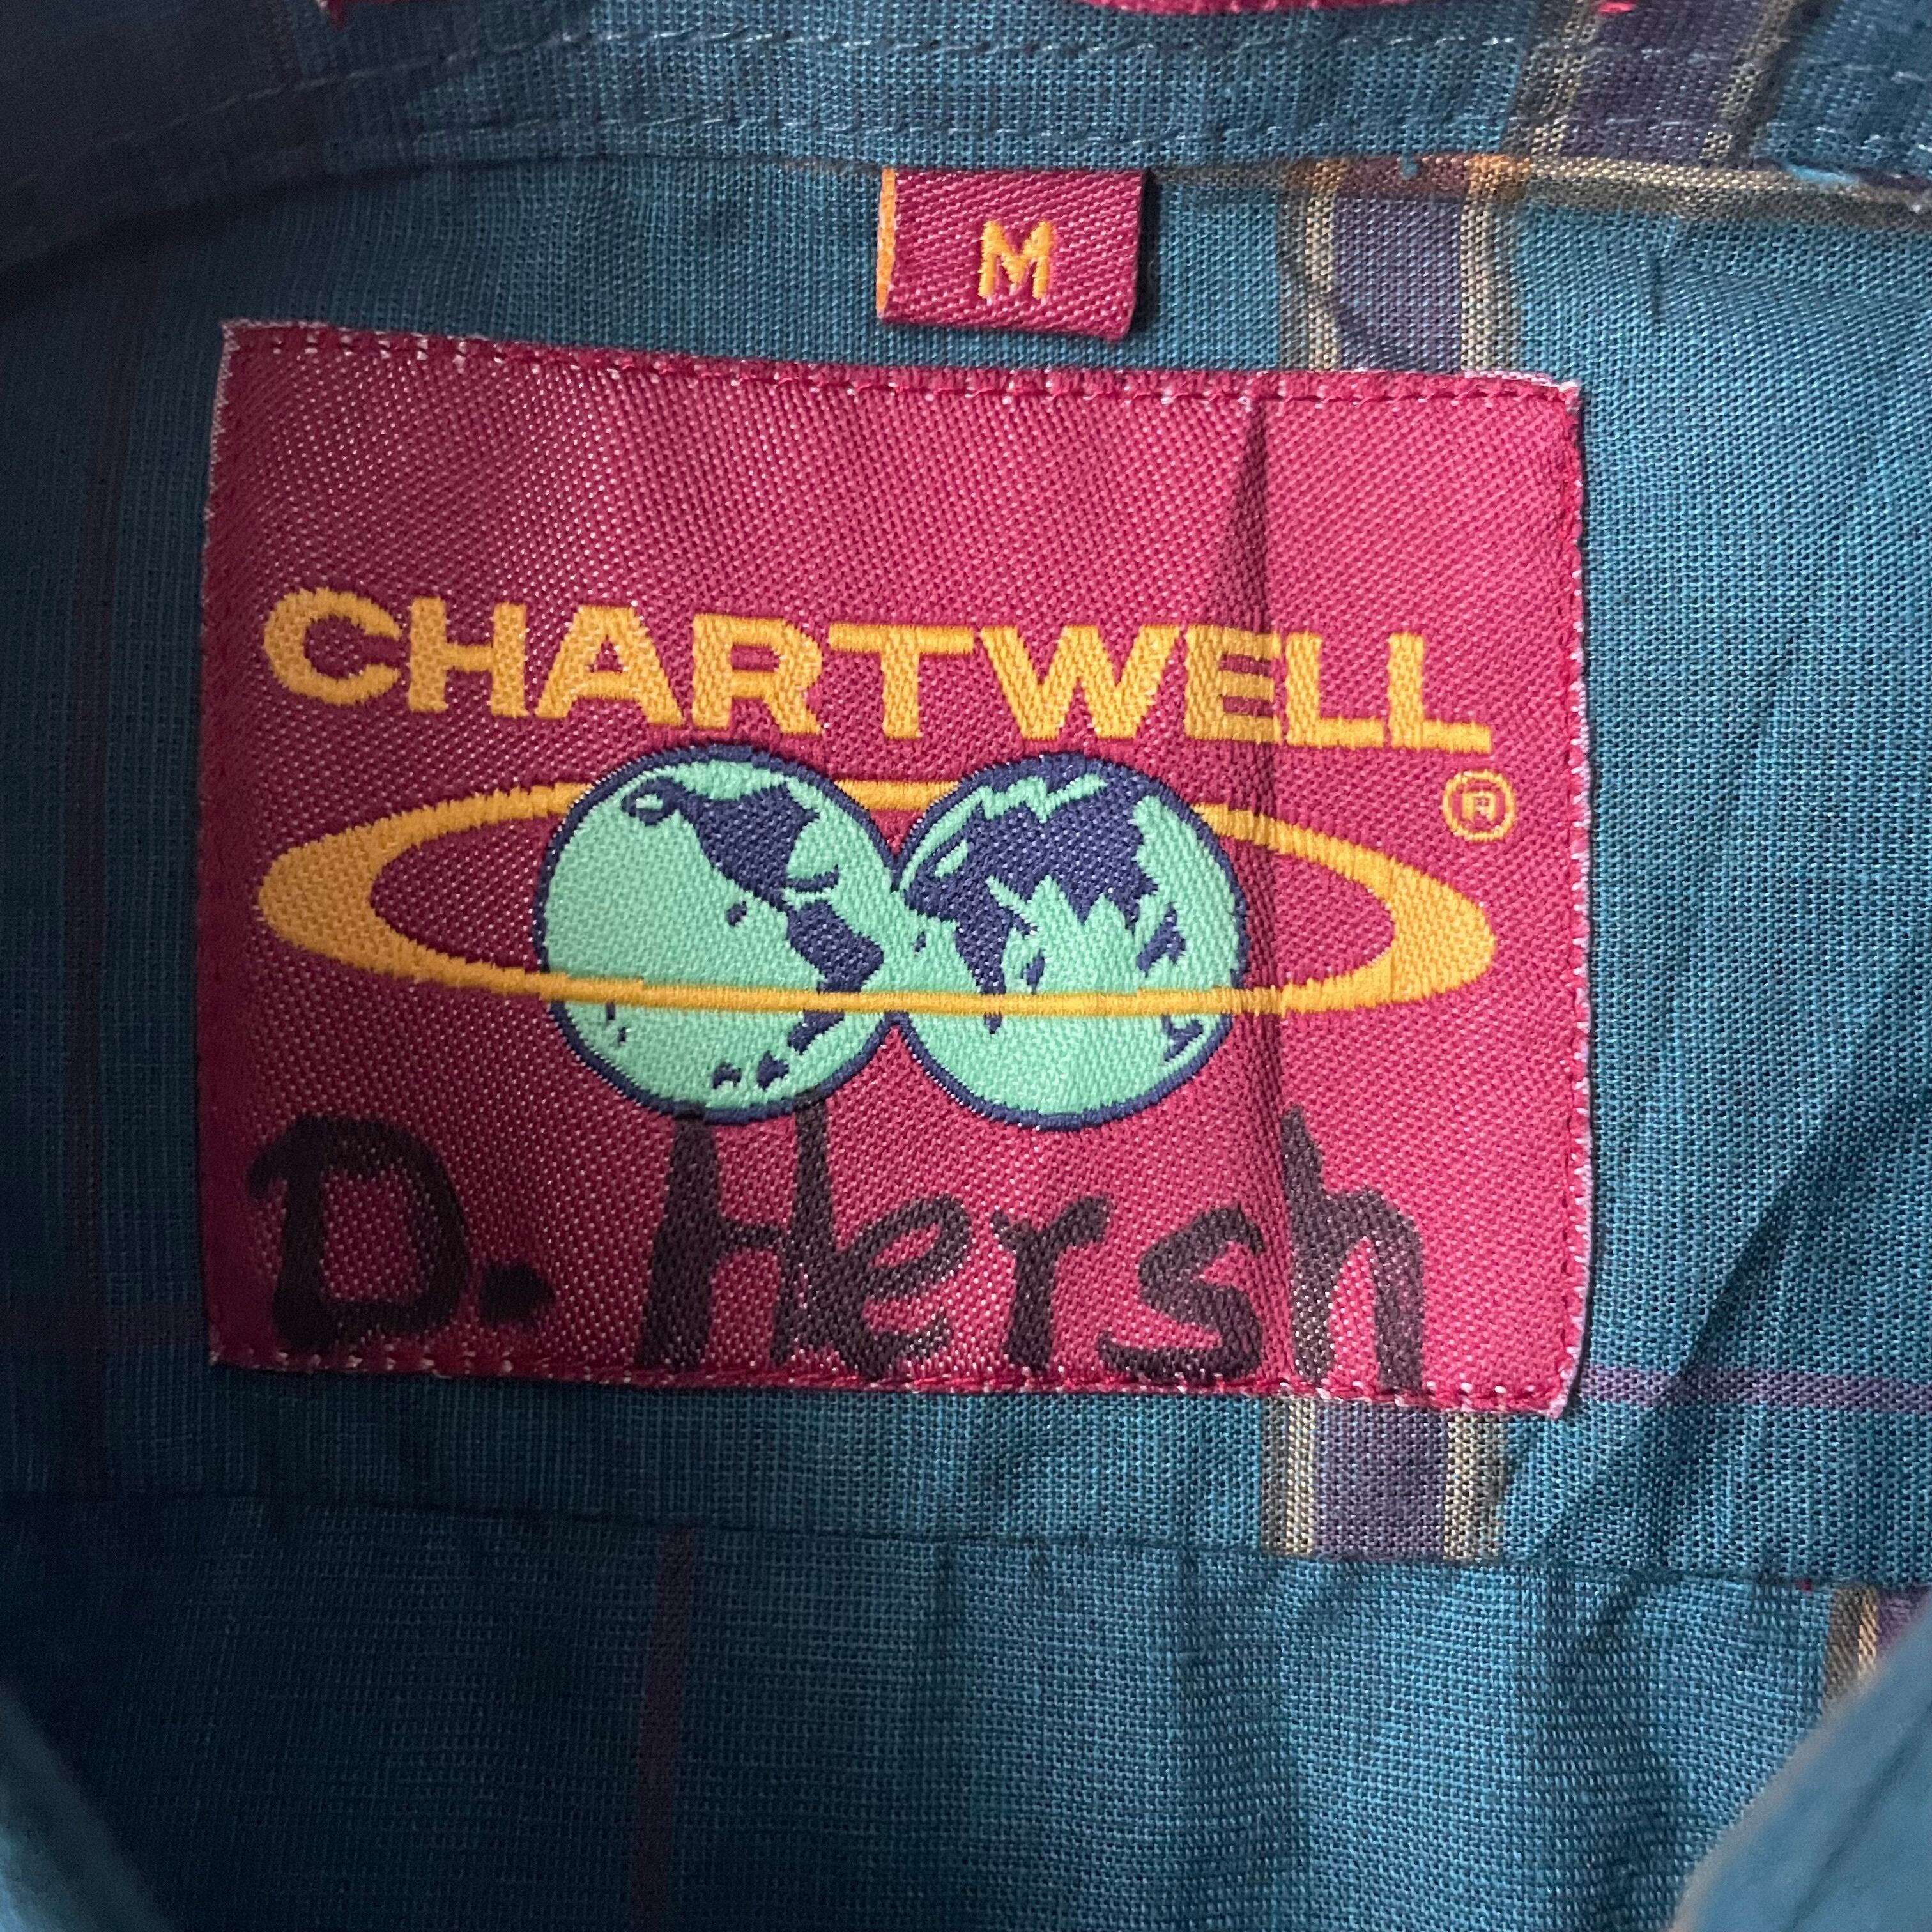 M
CHARTWELL
®
D. Hersh